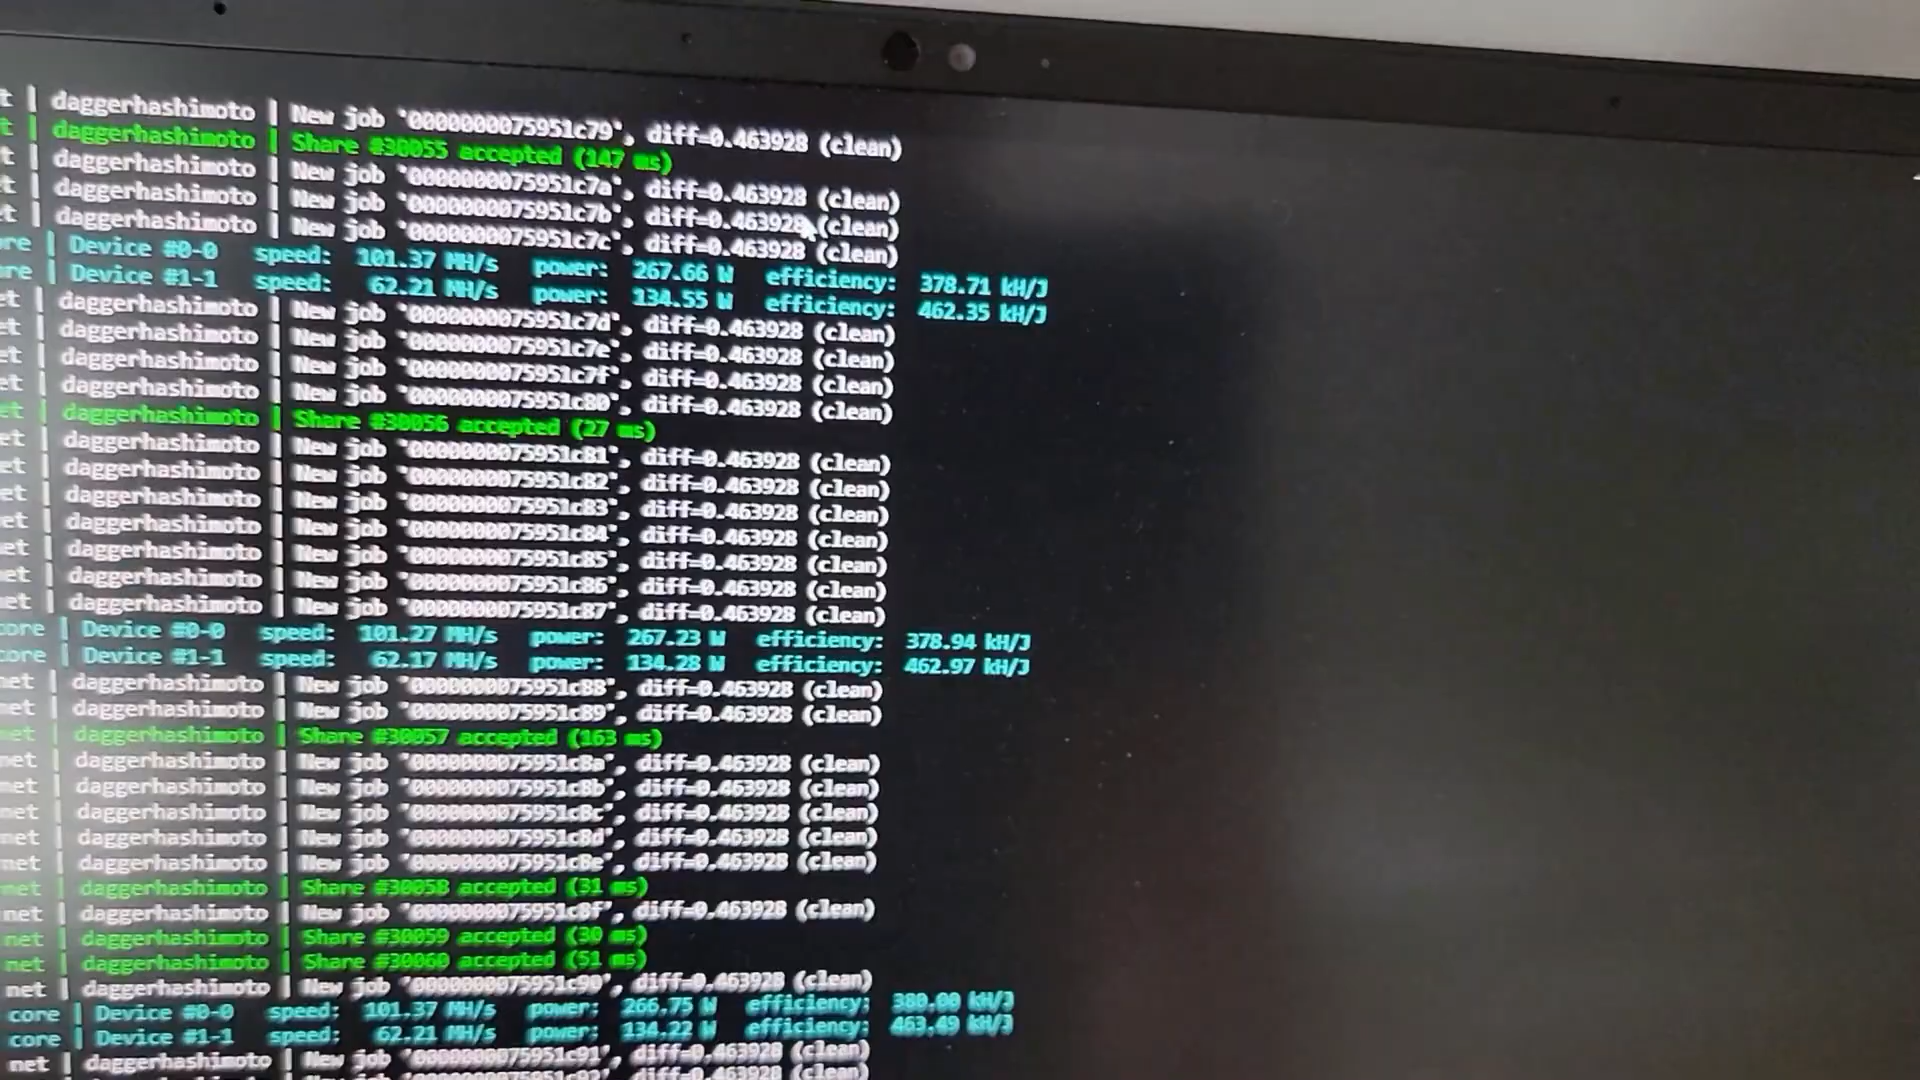 t | daggerhashimoto | New job '0000000075951c79', diff=0.463928 (clean)
t | daggerhashimoto | Share #30055 accepted (147 ms)
t | daggerhashimoto | New job '0000000075951c7a', diff=0.463928 (clean)
et | daggerhashimoto | New job '0000000075951c7b', diff=0.463928 (clean)
et | daggerhashimoto | New job '0000000075951c7c', diff=0.463928 (clean)
ore | Device #0-0 speed: 101.37 MH/s power: 267.66 W efficiency: 378.71 kH/J
ore | Device #1-1 speed: 62.21 MH/s power: 134.55 W efficiency: 462.35 kH/J
et | daggerhashimoto | New job '0000000075951c7d', diff=0.463928 (clean)
et | daggerhashimoto | New job '0000000075951c7e', diff=0.463928 (clean)
et | daggerhashimoto | New job '0000000075951c7f', diff=0.463928 (clean)
et | daggerhashimoto | New job '0000000075951c80', diff=0.463928 (clean)
et | daggerhashimoto | Share #30056 accepted (27 ms)
et | daggerhashimoto | New job '0000000075951c81', diff=0.463928 (clean)
et | daggerhashimoto | New job '0000000075951c82', diff=0.463928 (clean)
et | daggerhashimoto | New job '0000000075951c83', diff=0.463928 (clean)
et | daggerhashimoto | New job '0000000075951c84', diff=0.463928 (clean)
et | daggerhashimoto | New job '0000000075951c85', diff=0.463928 (clean)
et | daggerhashimoto | New job '0000000075951c86', diff=0.463928 (clean)
et | daggerhashimoto | New job '0000000075951c87', diff=0.463928 (clean)
core | Device #0-0 speed: 101.27 MH/s power: 267.23 W efficiency: 378.94 kH/J
core | Device #1-1 speed: 62.17 MH/s power: 134.28 W efficiency: 462.97 kH/J
net | daggerhashimoto | New job '0000000075951c88', diff=0.463928 (clean)
net | daggerhashimoto | New job '0000000075951c89', diff=0.463928 (clean)
net | daggerhashimoto | Share #30057 accepted (163 ms)
net | daggerhashimoto | New job '0000000075951c8a', diff=0.463928 (clean)
net | daggerhashimoto | New job '0000000075951c8b', diff=0.463928 (clean)
net | daggerhashimoto | New job '0000000075951c8c', diff=0.463928 (clean)
net | daggerhashimoto | New job '0000000075951c8d', diff=0.463928 (clean)
net | daggerhashimoto | New job '0000000075951c8e', diff=0.463928 (clean)
net | daggerhashimoto | Share #30058 accepted (31 ms)
net | daggerhashimoto | New job '0000000075951c8f', diff=0.463928 (clean)
net | daggerhashimoto | Share #30059 accepted (30 ms)
net | daggerhashimoto | Share #30060 accepted (51 ms)
net | daggerhashimoto | New job '0000000075951c90', diff=0.463928 (clean)
core | Device #0-0 speed: 101.37 MH/s power: 266.75 W efficiency: 380.00 kH/J
core | Device #1-1 speed: 62.21 MH/s power: 134.22 W efficiency: 463.49 kH/J
net | daggerhashimoto | New job '0000000075951c91', diff=0.463928 (clean)